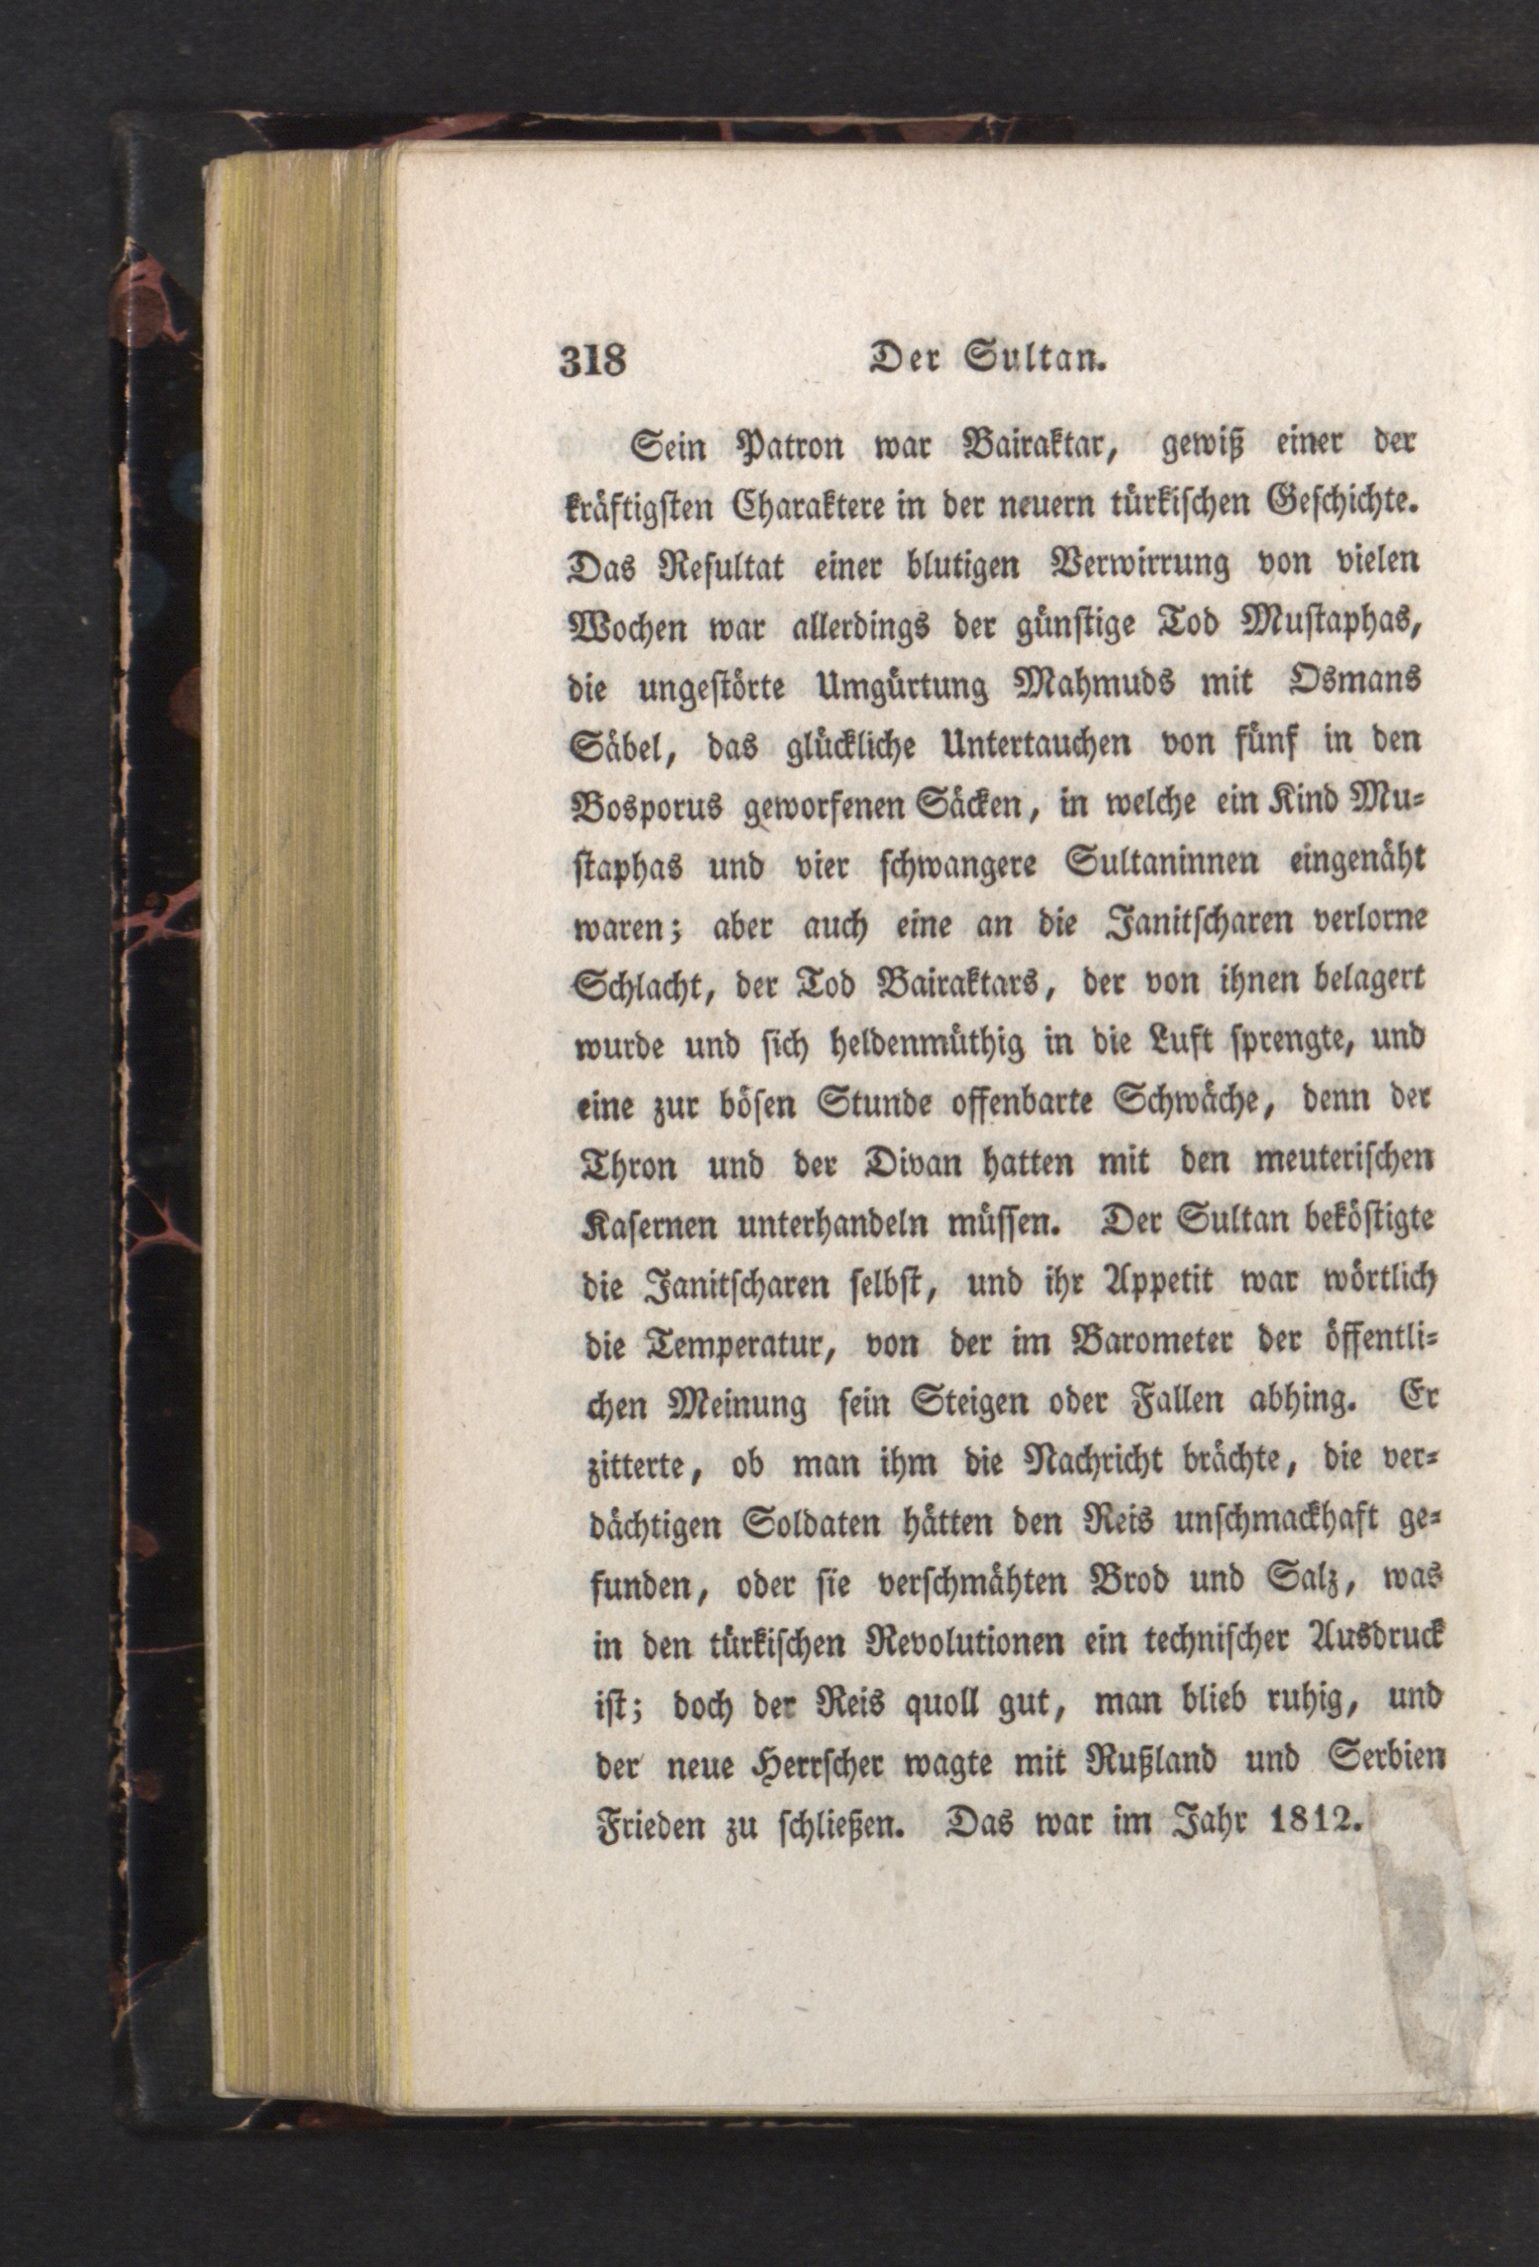 318 Der Sultan.
Sein Patron war Bairaktar, gewiß einer der
kräftigsten Charaktere in der neuern türkischen Geschichte.
Das Resultat einer blutigen Verwirrung von vielen
Wochen war allerdings der günstige Tod Mustaphas,
die ungestörte Umgürtung Mahmuds mit Osmans
Säbel, das glückliche Untertauchen von fünf in den
Bosporus geworfenen Säcken, in welche ein Kind Mu-
staphas und vier schwangere Sultaninnen eingenäht
waren; aber auch eine an die Janitscharen verlorne
Schlacht, der Tod Bairaktars, der von ihnen belagert
wurde und sich heldenmüthig in die Luft sprengte, und
eine zur bösen Stunde offenbarte Schwäche, denn der
Thron und der Divan hatten mit den meuterischen
Kasernen unterhandeln müssen. Der Sultan beköstigte
die Janitscharen selbst, und ihr Appetit war wörtlich
die Temperatur, von der im Barometer der öffentli-
chen Meinung sein Steigen oder Fallen abhing. Er
zitterte, ob man ihm die Nachricht brächte, die ver-
dächtigen Soldaten hätten den Reis unschmackhaft ge-
funden, oder sie verschmähten Brod und Salz, was
in den türkischen Revolutionen ein technischer Ausdruck
ist; doch der Reis quoll gut, man blieb ruhig, und
der neue Herrscher wagte mit Rußland und Serbien
Frieden zu schließen. Das war im Jahr 1812.